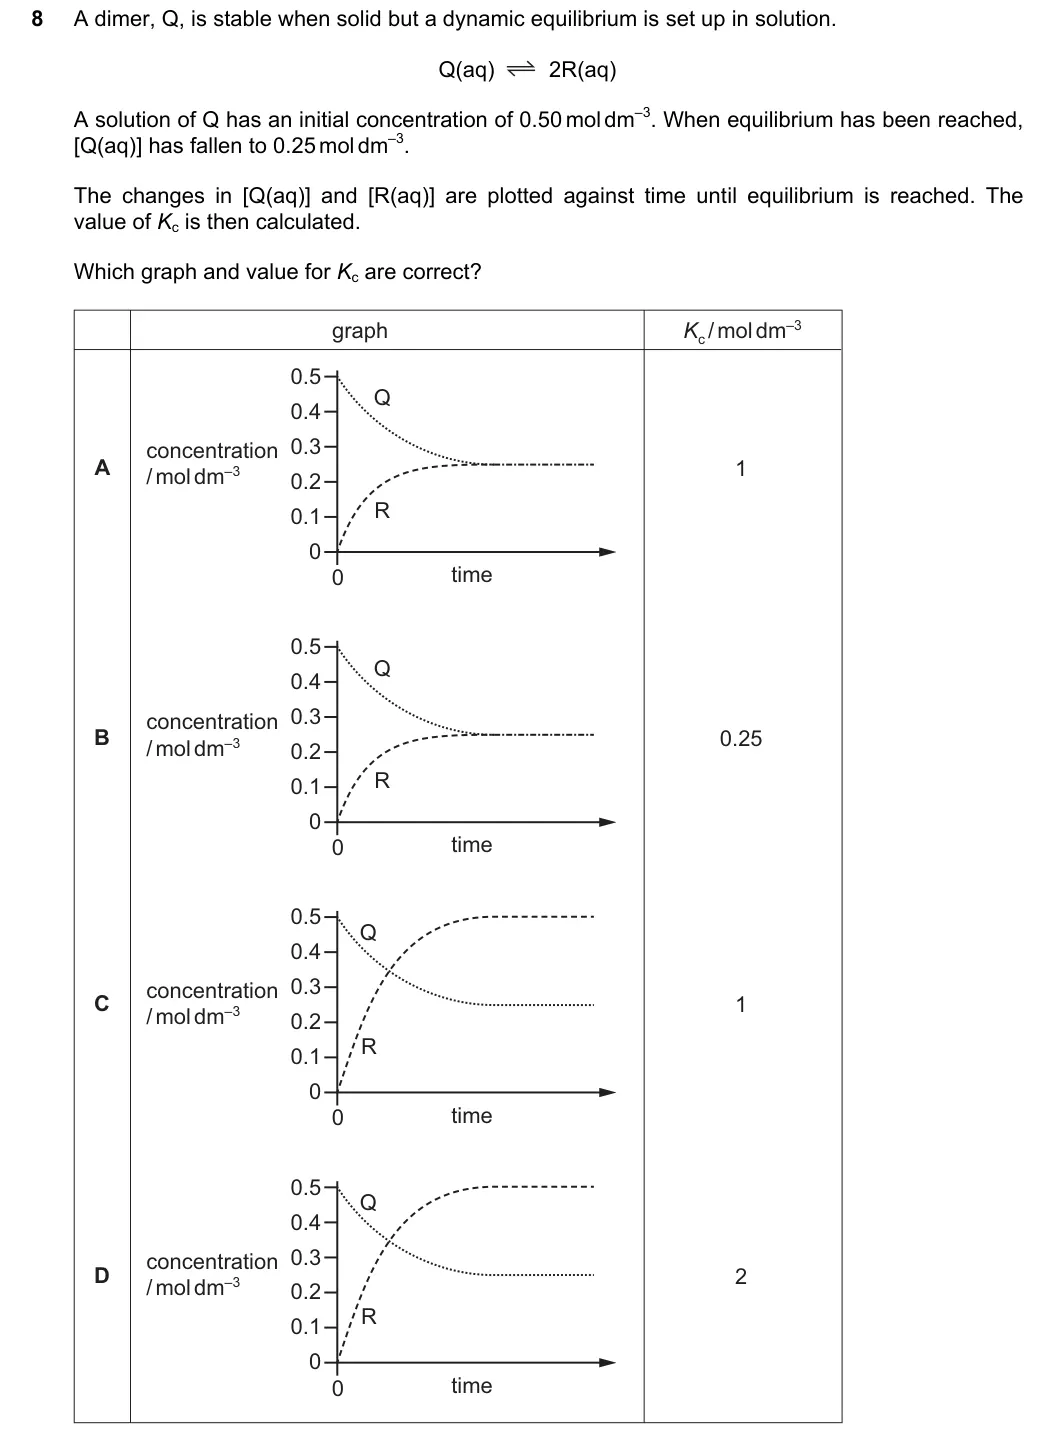 8 A dimer, Q, is stable when solid but a dynamic equilibrium is set up in solution.
Q(aq) ⇌ 2R(aq)
A solution of Q has an initial concentration of 0.50 mol dm⁻³. When equilibrium has been reached,
[Q(aq)] has fallen to 0.25 mol dm⁻³.
The changes in [Q(aq)] and [R(aq)] are plotted against time until equilibrium is reached. The
value of Kc is then calculated.
Which graph and value for Kc are correct?
graph Kc / mol dm⁻³
A
concentration
/ mol dm⁻³
0.5
0.4
0.3
0.2
0.1
0
Q
R
0
time
1
B
concentration
/ mol dm⁻³
0.5
0.4
0.3
0.2
0.1
0
Q
R
0
time
0.25
C
concentration
/ mol dm⁻³
0.5
0.4
0.3
0.2
0.1
0
Q
R
0
time
1
D
concentration
/ mol dm⁻³
0.5
0.4
0.3
0.2
0.1
0
Q
R
0
time
2